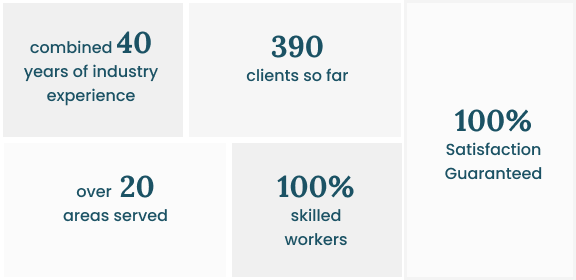 combined 40
years of industry
experience
390
clients so far
100%
Satisfaction
Guaranteed
over 20
areas served
100%
skilled
workers